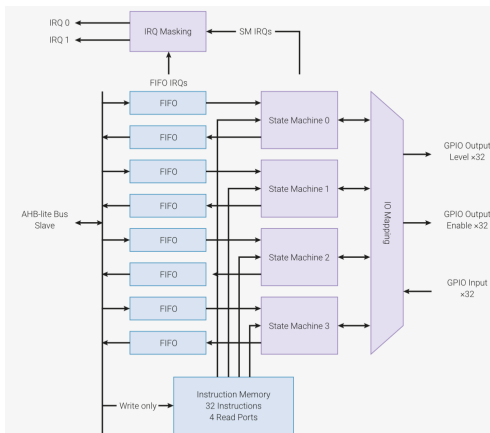 IRQ 0
IRQ 1
IRQ Masking
SM IRQs
FIFO IRQs
FIFO
FIFO
State Machine 0
FIFO
FIFO
State Machine 1
FIFO
FIFO
State Machine 2
FIFO
FIFO
State Machine 3
AHB-lite Bus
Slave
IO Mapping
GPIO Output
Level ×32
GPIO Output
Enable ×32
GPIO Input
×32
Write only
Instruction Memory
32 Instructions
4 Read Ports